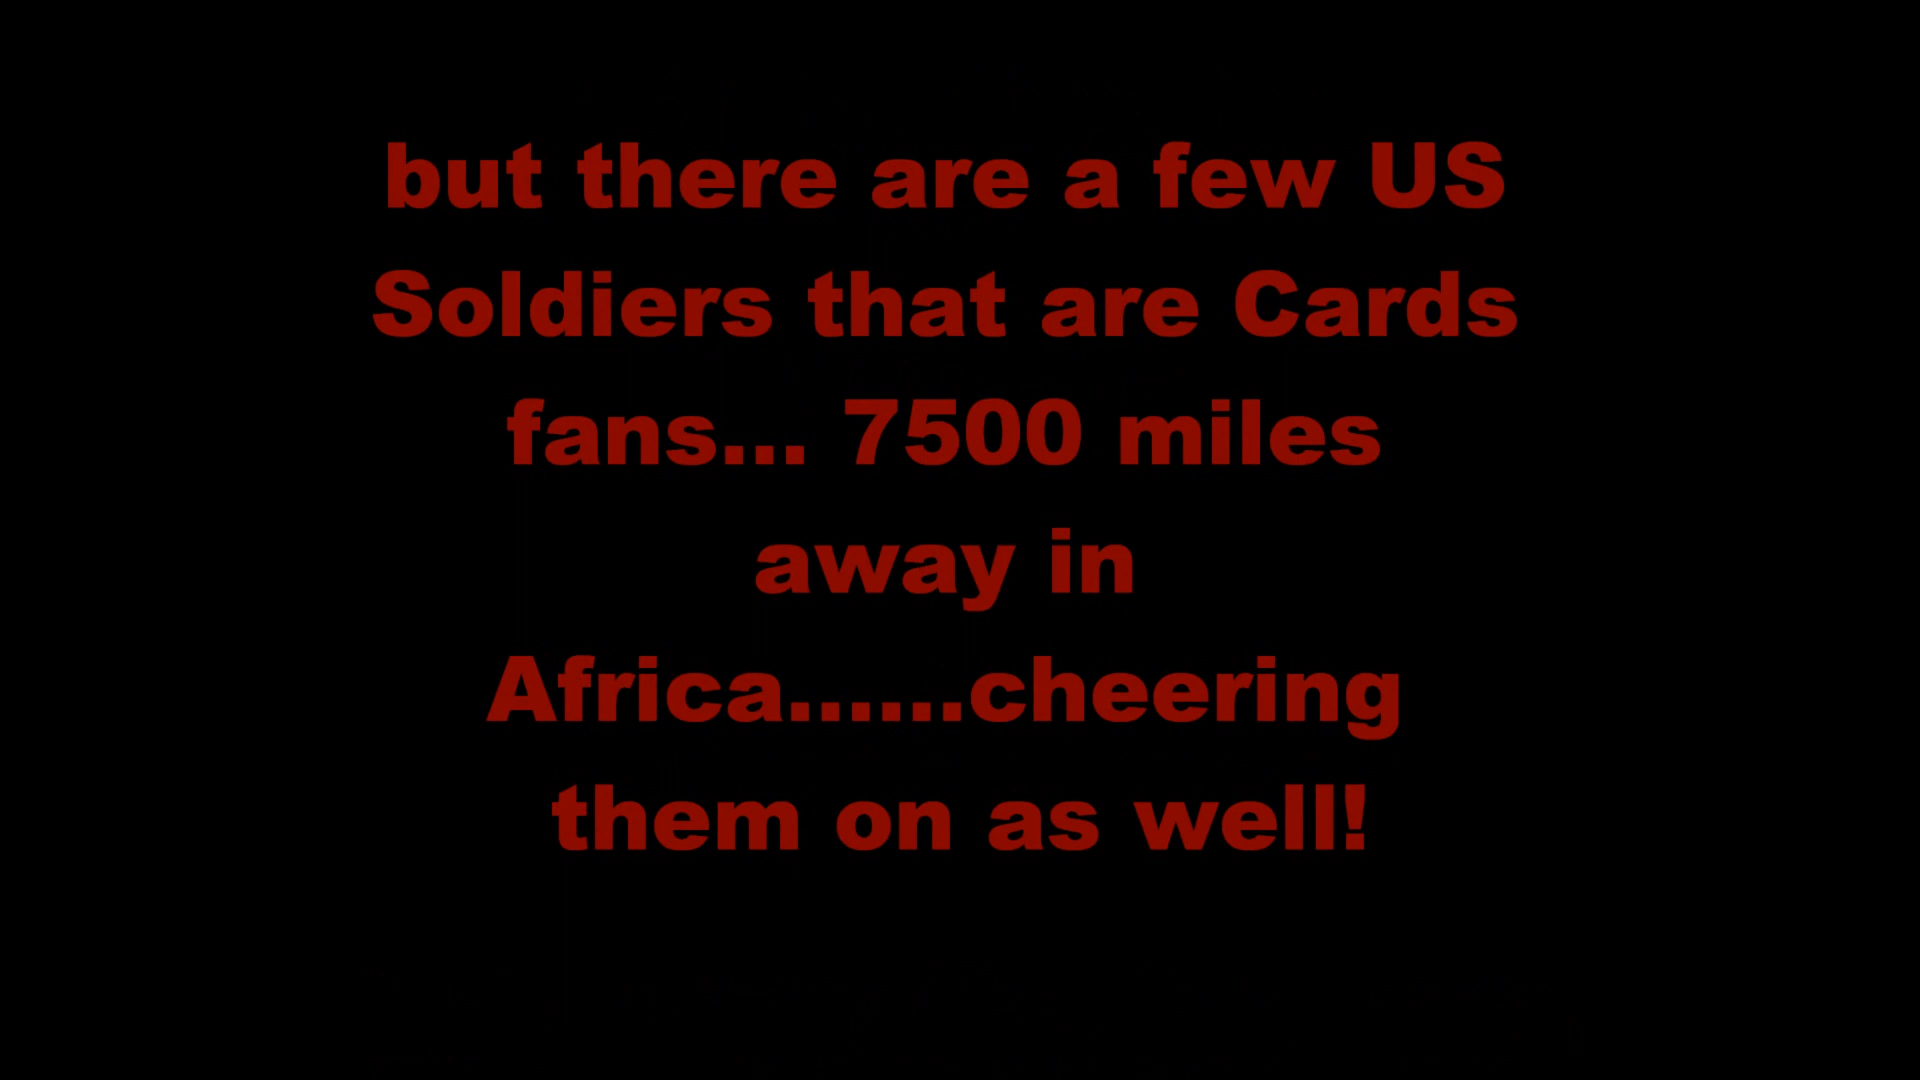 but there are a few US
Soldiers that are Cards
fans... 7500 miles
away in
Africa......cheering
them on as well!